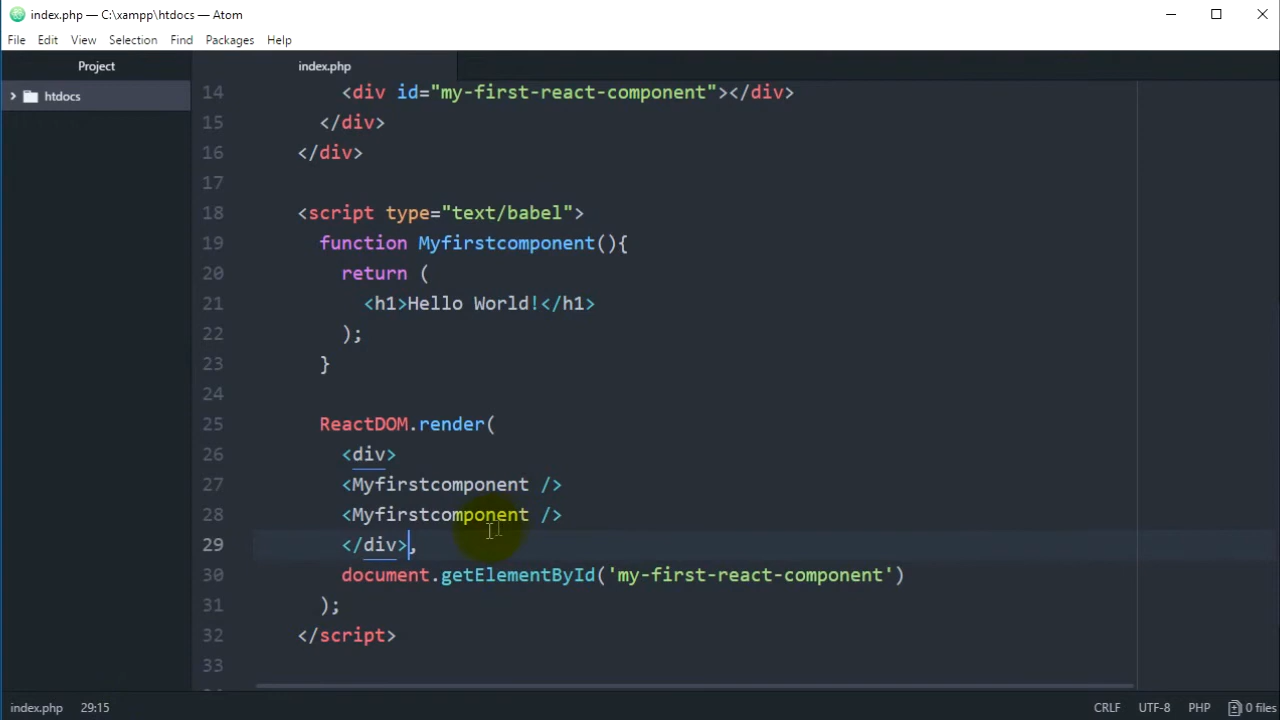 index.php — C:\xampp\htdocs — Atom
File Edit View Selection Find Packages Help
Project
index.php
htdocs
14 <div id="my-first-react-component"></div>
15 </div>
16 </div>
17
18 <script type="text/babel">
19 function Myfirstcomponent(){
20 return (
21 <h1>Hello World!</h1>
22 );
23 }
24
25 ReactDOM.render(
26 <div>
27 <Myfirstcomponent />
28 <Myfirstcomponent />
29 </div>,
30 document.getElementById('my-first-react-component')
31 );
32 </script>
33
index.php 29:15 CRLF UTF-8 PHP 0 files